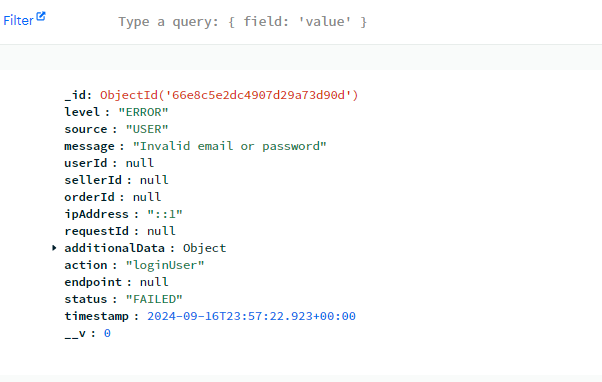 Filter
Type a query: { field: 'value' }
_id: ObjectId('66e8c5e2dc4907d29a73d90d')
level : "ERROR"
source : "USER"
message : "Invalid email or password"
userId : null
sellerId : null
orderId : null
ipAddress : "::1"
requestId : null
additionalData : Object
action : "loginUser"
endpoint : null
status : "FAILED"
timestamp : 2024-09-16T23:57:22.923+00:00
__v : 0